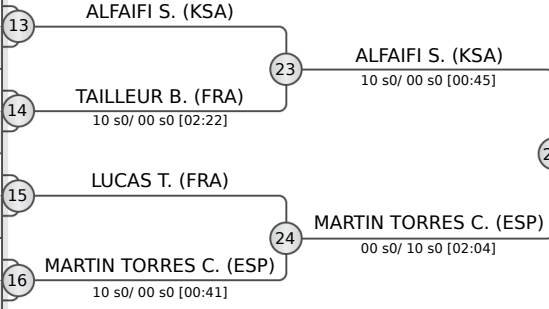 13
ALFAIFI S. (KSA)
23
ALFAIFI S. (KSA)
10 s0/ 00 s0 [00:45]
14
TAILLEUR B. (FRA)
10 s0/ 00 s0 [02:22]
15
LUCAS T. (FRA)
24
MARTIN TORRES C. (ESP)
00 s0/ 10 s0 [02:04]
16
MARTIN TORRES C. (ESP)
10 s0/ 00 s0 [00:41]